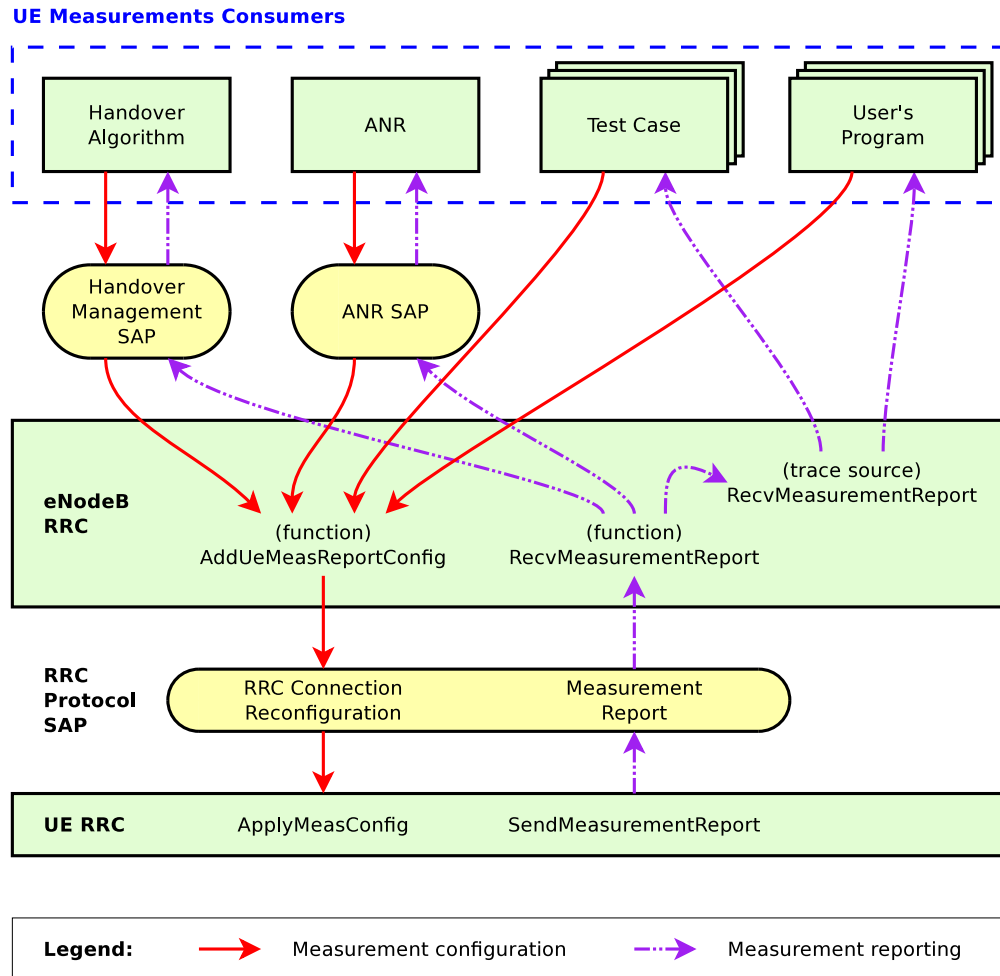 UE Measurements Consumers
Handover
Algorithm
ANR
Test Case
User's
Program
Handover
Management
SAP
ANR SAP
(trace source)
RecvMeasurementReport
eNodeB
RRC
(function)
AddUeMeasReportConfig
(function)
RecvMeasurementReport
RRC
Protocol
SAP
RRC Connection
Reconfiguration
Measurement
Report
UE RRC
ApplyMeasConfig
SendMeasurementReport
Legend:
Measurement configuration
Measurement reporting